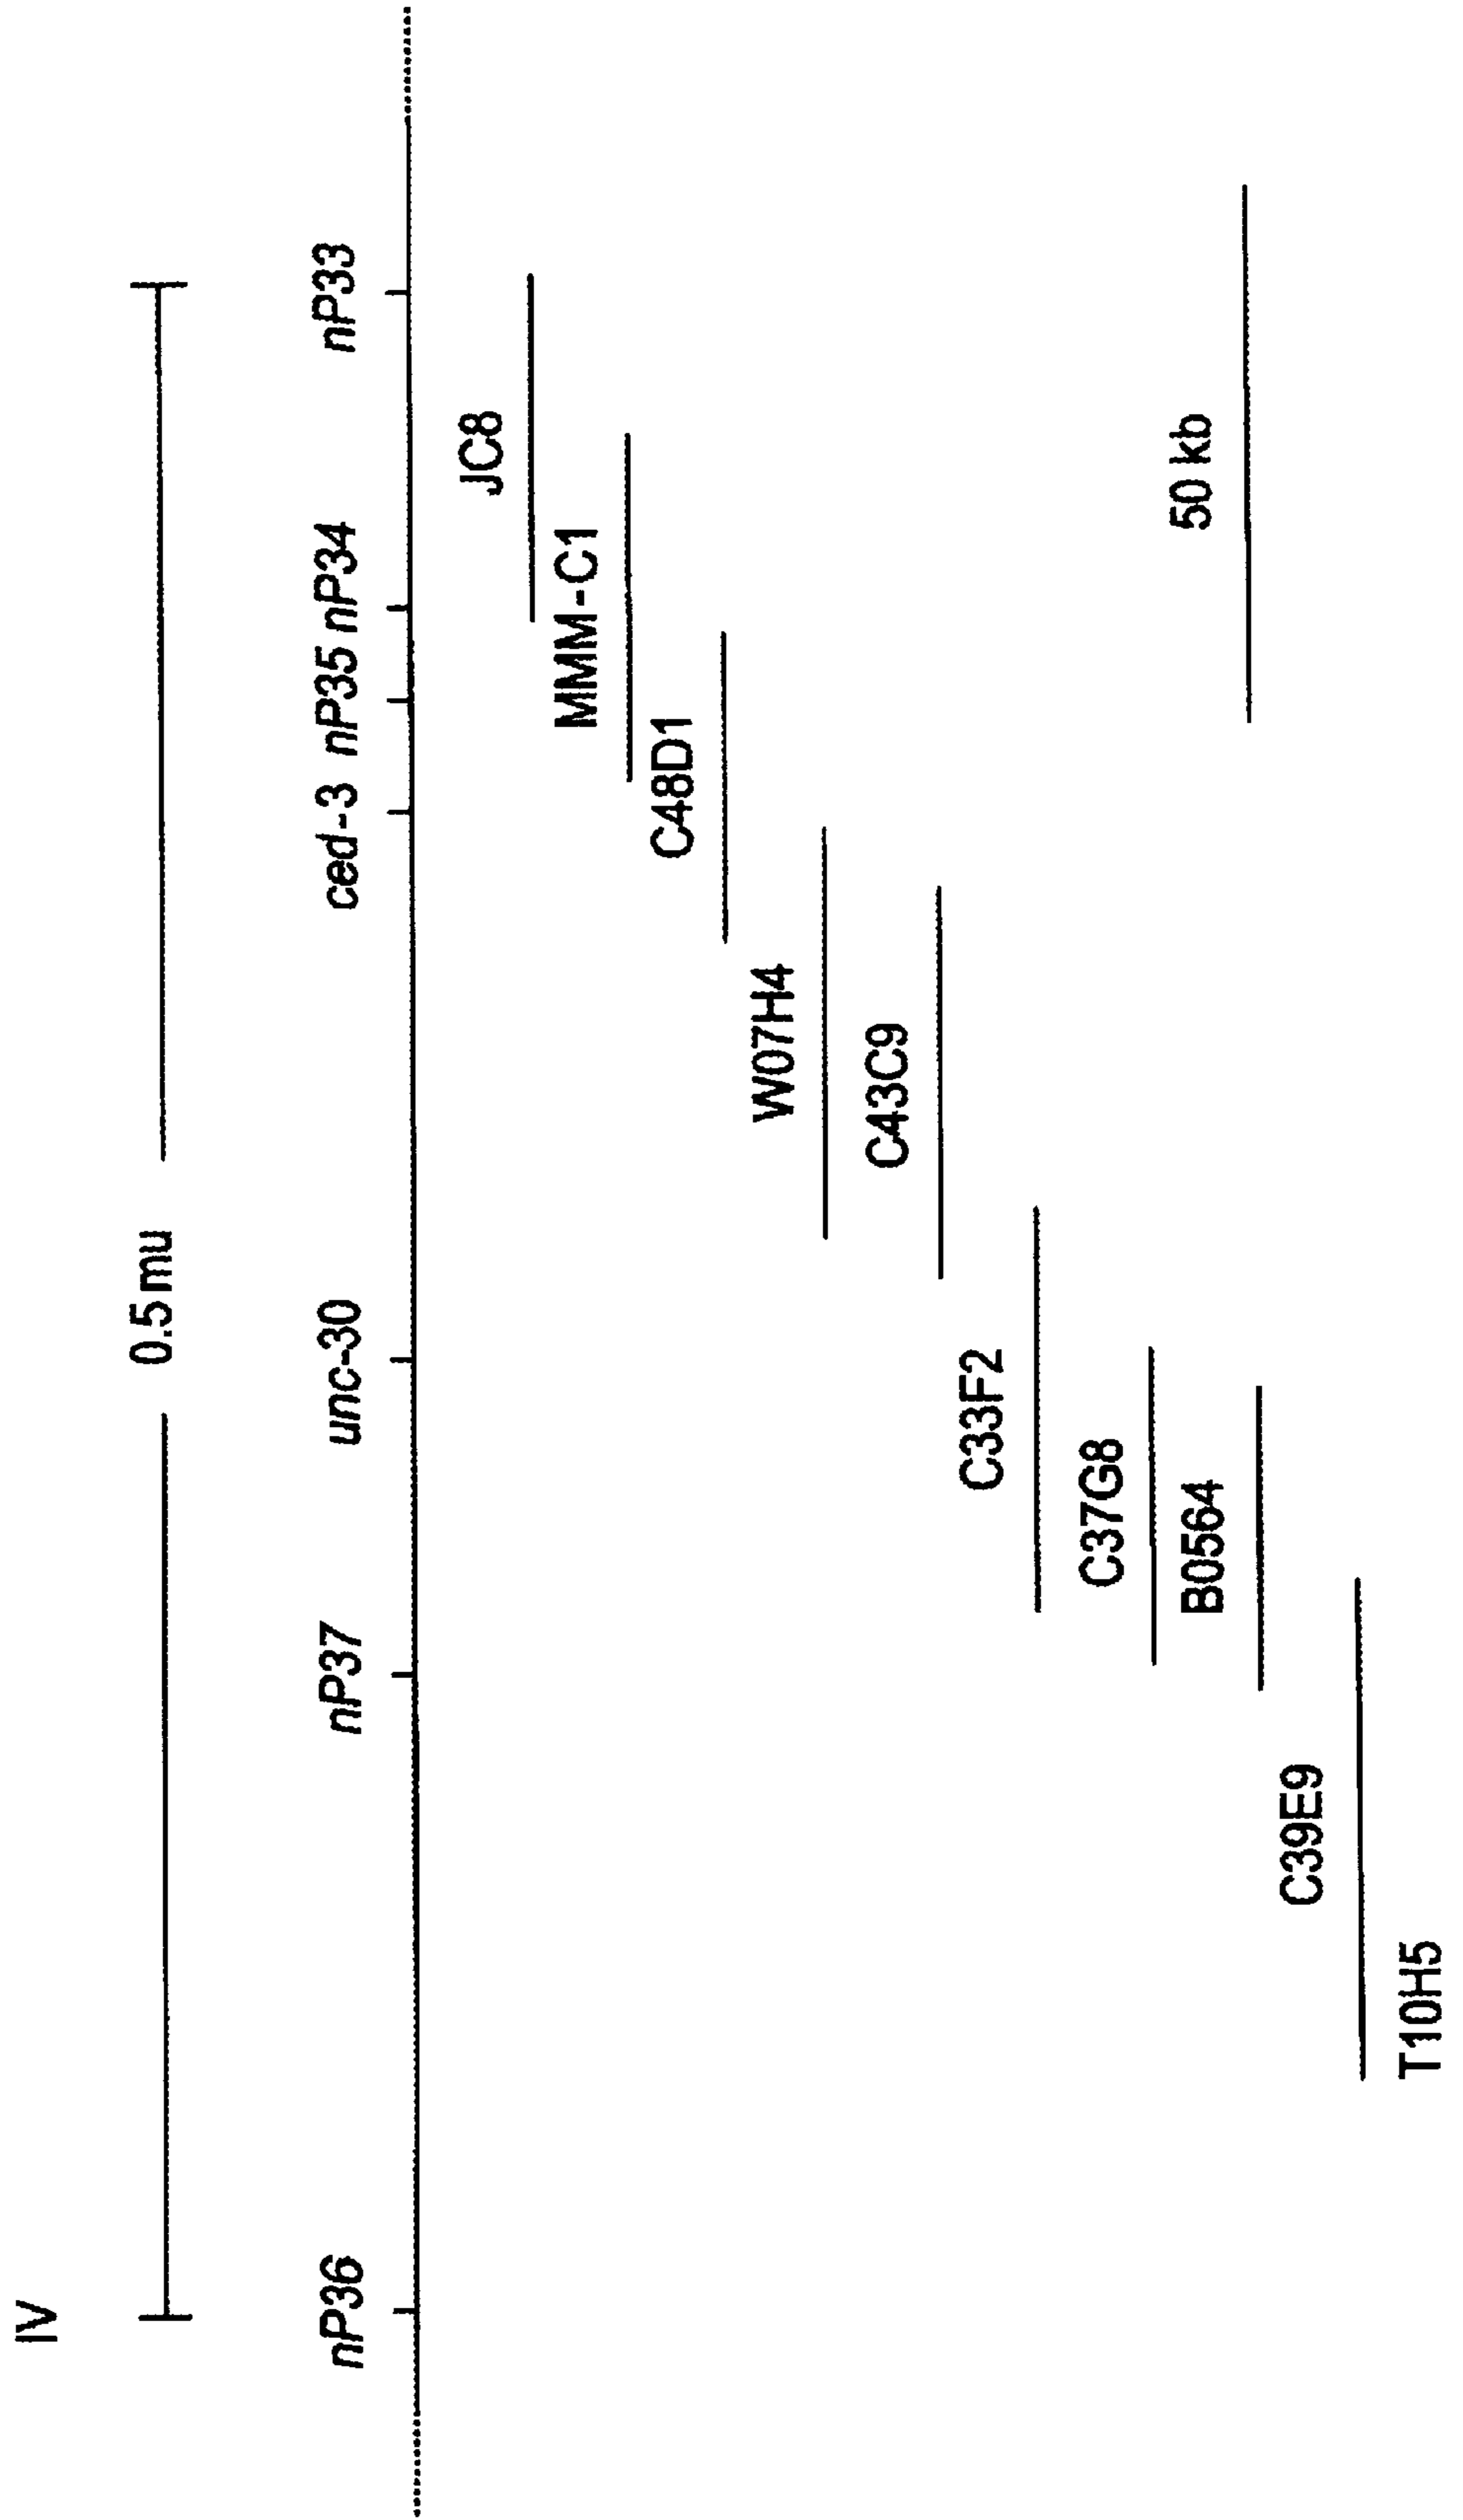 IV
0.5 mu
nP36
nP37
unc-30
ced-3
nP35
nP34
nP33
JC8
MMM-C1
C48D1
W07H4
C43C9
C33F2
C37G8
B0564
50 kb
C39E9
T10H5